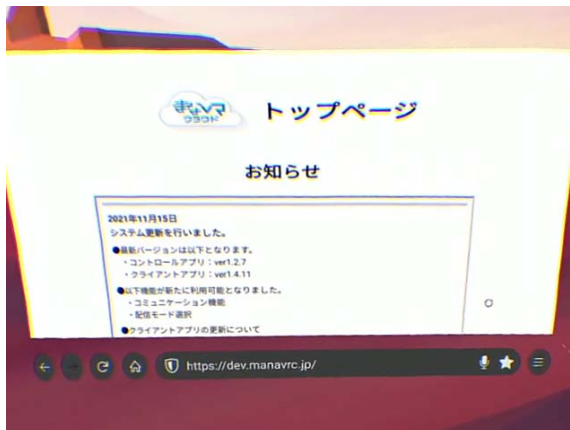 まなVR
クラウド
トップページ
お知らせ
2021年11月15日
システム更新を行いました。
●最新バージョンは以下となります。
・コントロールアプリ：ver1.2.7
・クライアントアプリ：ver1.4.11
●以下機能が新たに利用可能となりました。
・コミュニケーション機能
・配信モード選択
●クライアントアプリの更新について
https://dev.manavrc.jp/